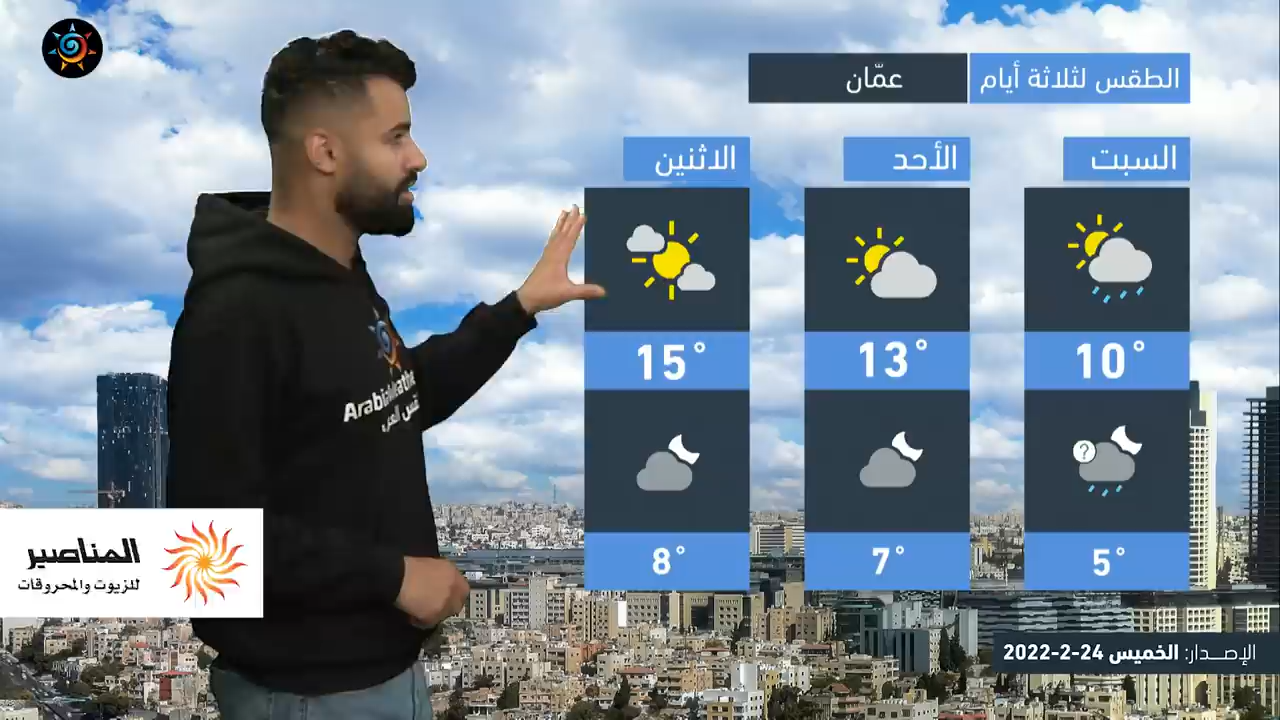 الطقس لثلاثة أيام
عمّان
السبت
الأحد
الاثنين
10°
13°
15°
?
5°
7°
8°
المناصير
للزيوت والمحروقات
الإصـدار: الخميس 24-2-2022